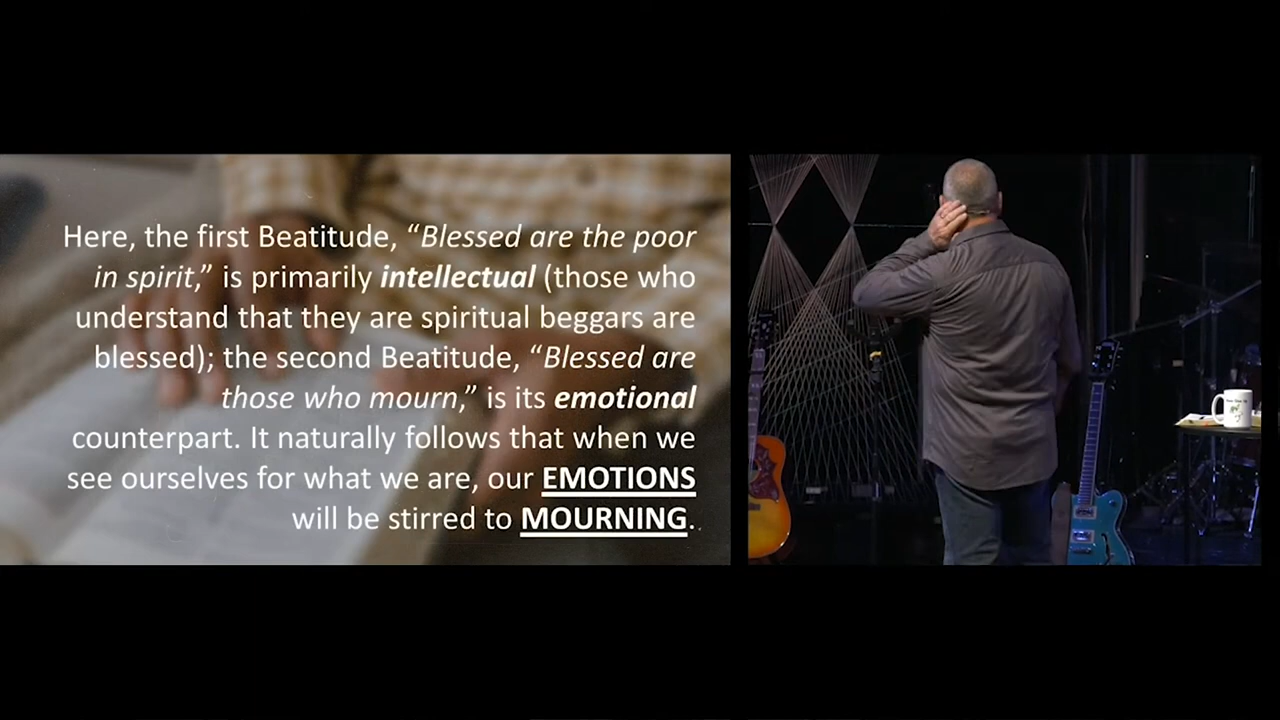 Here, the first Beatitude, “Blessed are the poor
in spirit,” is primarily intellectual (those who
understand that they are spiritual beggars are
blessed); the second Beatitude, “Blessed are
those who mourn,” is its emotional
counterpart. It naturally follows that when we
see ourselves for what we are, our EMOTIONS
will be stirred to MOURNING.